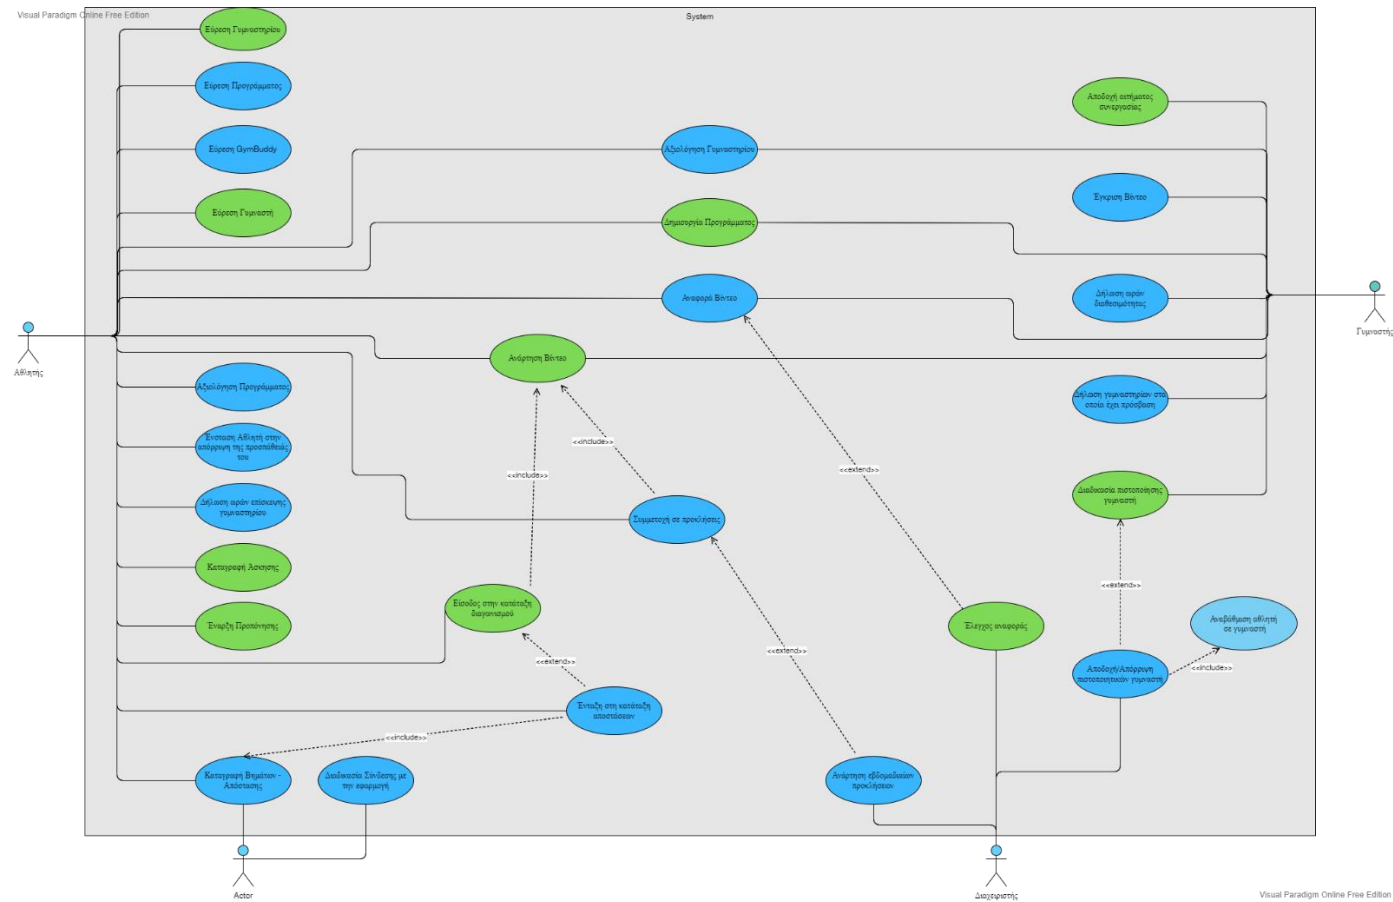 Visual Paradigm Online Free Edition
System
Εύρεση Γυμναστηρίου
Εύρεση Προγράμματος
Αποδοχή αιτήματος
συνεργασίας
Εύρεση GymBuddy
Αξιολόγηση Γυμναστηρίου
Έγκριση Βίντεο
Εύρεση Γυμναστή
Δημιουργία Προγράμματος
Αναφορά Βίντεο
Δήλωση ωρών
διαθεσιμότητας
Γυμναστής
Αθλητής
Ανάρτηση Βίντεο
Αξιολόγηση Προγράμματος
Δήλωση γυμναστηρίων στα
οποία έχει πρόσβαση
Ένσταση Αθλητή στην
απόρριψη της προσπάθειάς
του
<<include>>
<<include>>
<<extend>>
Δήλωση ωρών επίσκεψης
γυμναστηρίου
Συμμετοχή σε προκλήσεις
Διαδικασία πιστοποίησης
γυμναστή
Καταγραφή Άσκησης
<<extend>>
Είσοδος στην κατάταξη
διαγωνισμού
Έναρξη Προπόνησης
Έλεγχος αναφοράς
Αναβάθμιση αθλητή
σε γυμναστή
<<extend>>
<<extend>>
<<include>>
Αποδοχή/Απόρριψη
πιστοποιητικών γυμναστή
Ένταξη στη κατάταξη
αποστάσεων
<<include>>
Καταγραφή Βημάτων -
Απόστασης
Διαδικασία Σύνδεσης με
την εφαρμογή
Ανάρτηση εβδομαδιαίων
προκλήσεων
Actor
Διαχειριστής
Visual Paradigm Online Free Edition